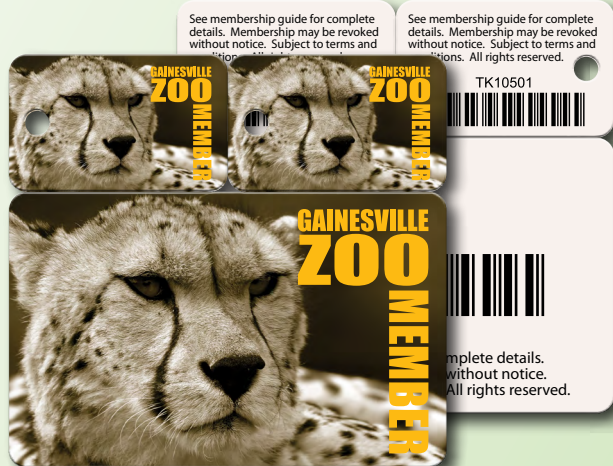 See membership guide for complete
details. Membership may be revoked
without notice. Subject to terms and
See membership guide for complete
details. Membership may be revoked
without notice. Subject to terms and
conditions. All rights reserved.
TK10501
GAINESVILLE
ZOO
MEMBER
GAINESVILLE
ZOO
MEMBER
GAINESVILLE
ZOO
MEMBER
complete details.
without notice.
All rights reserved.